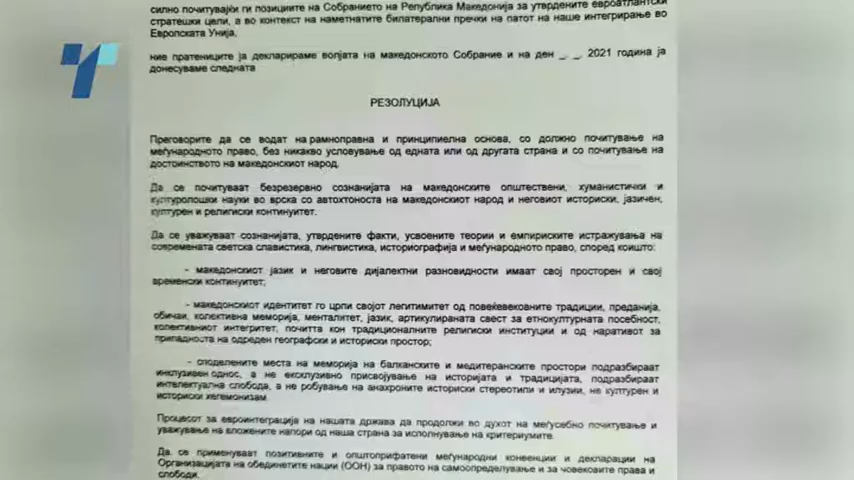 силно почитувајќи ги позициите на Собранието на Република Македонија за утврдените евроатлантски
стратешки цели, а во контекст на наметнатите билатерални пречки на патот на наше интегрирање во
Европската Унија,
ние пратениците ја декларираме волјата на македонското Собрание и на ден _ _ 2021 година ја
донесуваме следната
РЕЗОЛУЦИЈА
Преговорите да се водат на рамноправна и принципиелна основа, со должно почитување на
меѓународното право, без никакво условување од едната или од другата страна и со почитување на
достоинството на македонскиот народ.
Да се почитуваат безрезервно сознанијата на македонските општествени, хуманистички и
културолошки науки во врска со автохтоноста на македонскиот народ и неговиот историски, јазичен,
културен и религиски континуитет.
Да се уважуваат сознанијата, утврдените факти, усвоените теории и емпириските истражувања на
современата светска славистика, лингвистика, историографија и меѓународното право, според коишто:
- македонскиот јазик и неговите дијалектни разновидности имаат свој просторен и свој
временски континуитет;
- македонскиот идентитет го црпи својот легитимитет од повеќевековните традиции, преданија,
обичаи, колективна меморија, менталитет, јазик, артикулираната свест за етнокултурната посебност,
колективниот интегритет, почитта кон традиционалните религиски институции и од наративот за
припадноста на одреден географски и историски простор;
- споделените места на меморија на балканските и медитеранските простори подразбираат
инклузивен однос, а не ексклузивно присвојување на историјата и традицијата, подразбираат
интелектуална слобода, а не робување на анахроните историски стереотипи и илузии, не културен и
историски хегемонизам.
Процесот за евроинтеграција на нашата држава да продолжи во духот на меѓусебно почитување и
уважување на вложените напори од наша страна за исполнување на критериумите.
Да се применуваат позитивните и општоприфатени меѓународни конвенции и декларации на
Организацијата на обединетите нации (ООН) за правото на самоопределување и за човековите права и
слободи.